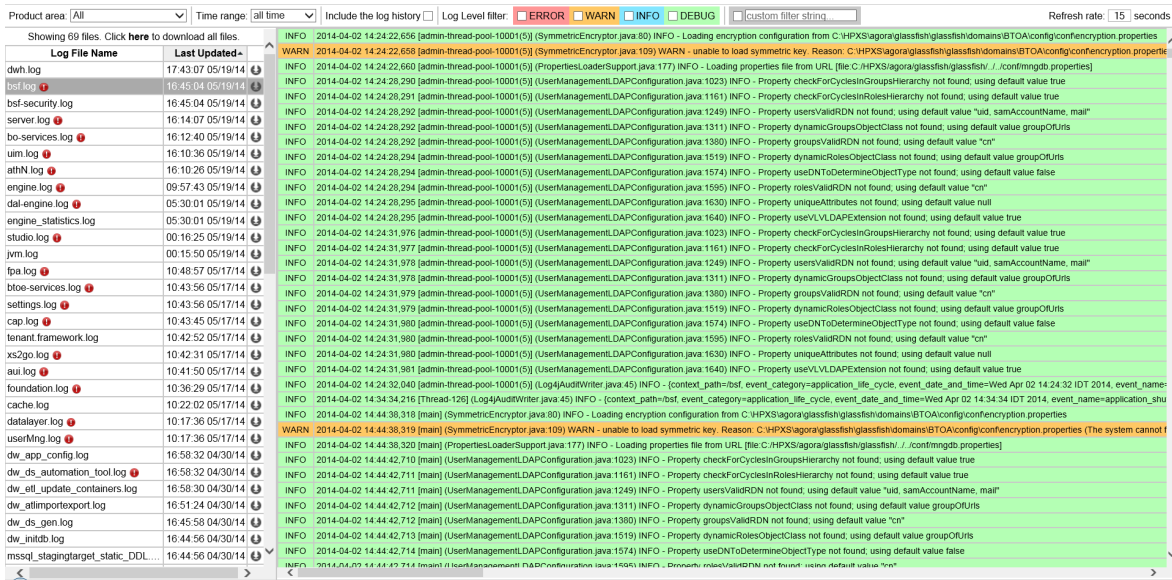 Product area: All Time range: all time Include the log history Log Level filter: ERROR WARN INFO DEBUG custom filter string... Refresh rate: 15 seconds
Showing 69 files. Click here to download all files.
Log File Name Last Updated
dwh.log 17:43:07 05/19/14
bsf.log 16:45:04 05/19/14
bsf-security.log 16:45:04 05/19/14
server.log 16:14:07 05/19/14
bo-services.log 16:12:40 05/19/14
uim.log 16:10:36 05/19/14
athN.log 16:10:26 05/19/14
engine.log 09:57:43 05/19/14
dal-engine.log 05:30:01 05/19/14
engine_statistics.log 05:30:01 05/19/14
studio.log 00:16:25 05/19/14
jvm.log 00:15:50 05/19/14
fpa.log 10:48:57 05/17/14
btoe-services.log 10:43:56 05/17/14
settings.log 10:43:56 05/17/14
cap.log 10:43:45 05/17/14
tenant.framework.log 10:42:52 05/17/14
xs2go.log 10:42:31 05/17/14
aui.log 10:41:50 05/17/14
foundation.log 10:36:29 05/17/14
cache.log 10:22:02 05/17/14
datalayer.log 10:17:36 05/17/14
userMng.log 10:17:36 05/17/14
dw_app_config.log 16:58:32 04/30/14
dw_ds_automation_tool.log 16:58:32 04/30/14
dw_etl_update_containers.log 16:58:30 04/30/14
dw_atlimportexport.log 16:51:24 04/30/14
dw_ds_gen.log 16:45:58 04/30/14
dw_initdb.log 16:44:56 04/30/14
mssql_stagingtarget_static_DDL.... 16:44:56 04/30/14
INFO 2014-04-02 14:24:22,656 [admin-thread-pool-10001(5)] (SymmetricEncryptor.java:80) INFO - Loading encryption configuration from C:\HPXS\agora\glassfish\glassfish\domains\BTOA\config\conf\encryption.properties
WARN 2014-04-02 14:24:22,658 [admin-thread-pool-10001(5)] (SymmetricEncryptor.java:109) WARN - unable to load symmetric key. Reason: C:\HPXS\agora\glassfish\glassfish\domains\BTOA\config\conf\encryption.propertie
INFO 2014-04-02 14:24:22,660 [admin-thread-pool-10001(5)] (PropertiesLoaderSupport.java:177) INFO - Loading properties file from URL [file:C:/HPXS/agora/glassfish/glassfish/../../conf/mngdb.properties]
INFO 2014-04-02 14:24:28,290 [admin-thread-pool-10001(5)] (UserManagementLDAPConfiguration.java:1023) INFO - Property checkForCyclesInGroupsHierarchy not found; using default value true
INFO 2014-04-02 14:24:28,291 [admin-thread-pool-10001(5)] (UserManagementLDAPConfiguration.java:1161) INFO - Property checkForCyclesInRolesHierarchy not found; using default value true
INFO 2014-04-02 14:24:28,292 [admin-thread-pool-10001(5)] (UserManagementLDAPConfiguration.java:1249) INFO - Property usersValidRDN not found; using default value "uid, samAccountName, mail"
INFO 2014-04-02 14:24:28,292 [admin-thread-pool-10001(5)] (UserManagementLDAPConfiguration.java:1311) INFO - Property dynamicGroupsObjectClass not found; using default value groupOfUrls
INFO 2014-04-02 14:24:28,292 [admin-thread-pool-10001(5)] (UserManagementLDAPConfiguration.java:1380) INFO - Property groupsValidRDN not found; using default value "cn"
INFO 2014-04-02 14:24:28,294 [admin-thread-pool-10001(5)] (UserManagementLDAPConfiguration.java:1519) INFO - Property dynamicRolesObjectClass not found; using default value groupOfUrls
INFO 2014-04-02 14:24:28,294 [admin-thread-pool-10001(5)] (UserManagementLDAPConfiguration.java:1574) INFO - Property useDNToDetermineObjectType not found; using default value false
INFO 2014-04-02 14:24:28,294 [admin-thread-pool-10001(5)] (UserManagementLDAPConfiguration.java:1595) INFO - Property rolesValidRDN not found; using default value "cn"
INFO 2014-04-02 14:24:28,295 [admin-thread-pool-10001(5)] (UserManagementLDAPConfiguration.java:1630) INFO - Property uniqueAttributes not found; using default value null
INFO 2014-04-02 14:24:28,295 [admin-thread-pool-10001(5)] (UserManagementLDAPConfiguration.java:1640) INFO - Property useVLVLDAPExtension not found; using default value true
INFO 2014-04-02 14:24:31,976 [admin-thread-pool-10001(5)] (UserManagementLDAPConfiguration.java:1023) INFO - Property checkForCyclesInGroupsHierarchy not found; using default value true
INFO 2014-04-02 14:24:31,977 [admin-thread-pool-10001(5)] (UserManagementLDAPConfiguration.java:1161) INFO - Property checkForCyclesInRolesHierarchy not found; using default value true
INFO 2014-04-02 14:24:31,978 [admin-thread-pool-10001(5)] (UserManagementLDAPConfiguration.java:1249) INFO - Property usersValidRDN not found; using default value "uid, samAccountName, mail"
INFO 2014-04-02 14:24:31,978 [admin-thread-pool-10001(5)] (UserManagementLDAPConfiguration.java:1311) INFO - Property dynamicGroupsObjectClass not found; using default value groupOfUrls
INFO 2014-04-02 14:24:31,979 [admin-thread-pool-10001(5)] (UserManagementLDAPConfiguration.java:1380) INFO - Property groupsValidRDN not found; using default value "cn"
INFO 2014-04-02 14:24:31,979 [admin-thread-pool-10001(5)] (UserManagementLDAPConfiguration.java:1519) INFO - Property dynamicRolesObjectClass not found; using default value groupOfUrls
INFO 2014-04-02 14:24:31,980 [admin-thread-pool-10001(5)] (UserManagementLDAPConfiguration.java:1574) INFO - Property useDNToDetermineObjectType not found; using default value false
INFO 2014-04-02 14:24:31,980 [admin-thread-pool-10001(5)] (UserManagementLDAPConfiguration.java:1595) INFO - Property rolesValidRDN not found; using default value "cn"
INFO 2014-04-02 14:24:31,980 [admin-thread-pool-10001(5)] (UserManagementLDAPConfiguration.java:1630) INFO - Property uniqueAttributes not found; using default value null
INFO 2014-04-02 14:24:31,981 [admin-thread-pool-10001(5)] (UserManagementLDAPConfiguration.java:1640) INFO - Property useVLVLDAPExtension not found; using default value true
INFO 2014-04-02 14:24:32,040 [admin-thread-pool-10001(5)] (Log4jAuditWriter.java:45) INFO - {context_path=/bsf, event_category=application_life_cycle, event_date_and_time=Wed Apr 02 14:24:32 IDT 2014, event_name=
INFO 2014-04-02 14:34:34,216 [Thread-126] (Log4jAuditWriter.java:45) INFO - {context_path=/bsf, event_category=application_life_cycle, event_date_and_time=Wed Apr 02 14:34:34 IDT 2014, event_name=application_shu
INFO 2014-04-02 14:44:38,318 [main] (SymmetricEncryptor.java:80) INFO - Loading encryption configuration from C:\HPXS\agora\glassfish\glassfish\domains\BTOA\config\conf\encryption.properties
WARN 2014-04-02 14:44:38,319 [main] (SymmetricEncryptor.java:109) WARN - unable to load symmetric key. Reason: C:\HPXS\agora\glassfish\glassfish\domains\BTOA\config\conf\encryption.properties (The system cannot f
INFO 2014-04-02 14:44:38,320 [main] (PropertiesLoaderSupport.java:177) INFO - Loading properties file from URL [file:C:/HPXS/agora/glassfish/glassfish/../../conf/mngdb.properties]
INFO 2014-04-02 14:44:42,710 [main] (UserManagementLDAPConfiguration.java:1023) INFO - Property checkForCyclesInGroupsHierarchy not found; using default value true
INFO 2014-04-02 14:44:42,711 [main] (UserManagementLDAPConfiguration.java:1161) INFO - Property checkForCyclesInRolesHierarchy not found; using default value true
INFO 2014-04-02 14:44:42,711 [main] (UserManagementLDAPConfiguration.java:1249) INFO - Property usersValidRDN not found; using default value "uid, samAccountName, mail"
INFO 2014-04-02 14:44:42,712 [main] (UserManagementLDAPConfiguration.java:1311) INFO - Property dynamicGroupsObjectClass not found; using default value groupOfUrls
INFO 2014-04-02 14:44:42,712 [main] (UserManagementLDAPConfiguration.java:1380) INFO - Property groupsValidRDN not found; using default value "cn"
INFO 2014-04-02 14:44:42,713 [main] (UserManagementLDAPConfiguration.java:1519) INFO - Property dynamicRolesObjectClass not found; using default value groupOfUrls
INFO 2014-04-02 14:44:42,714 [main] (UserManagementLDAPConfiguration.java:1574) INFO - Property useDNToDetermineObjectType not found; using default value false
INFO 2014-04-02 14:44:42,714 [main] (UserManagementLDAPConfiguration.java:1595) INFO - Property rolesValidRDN not found; using default value "cn"